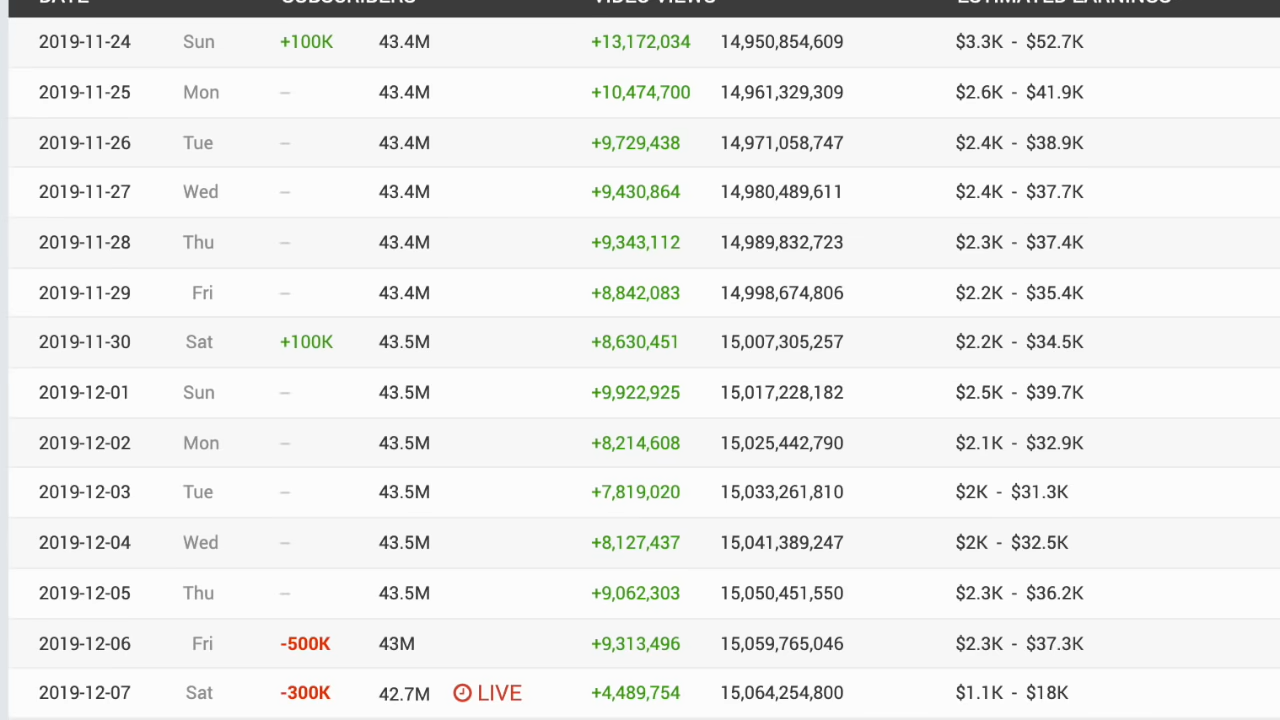 DATE SUBSCRIBERS VIDEO VIEWS ESTIMATED EARNINGS
2019-11-24 Sun +100K 43.4M +13,172,034 14,950,854,609 $3.3K - $52.7K
2019-11-25 Mon -- 43.4M +10,474,700 14,961,329,309 $2.6K - $41.9K
2019-11-26 Tue -- 43.4M +9,729,438 14,971,058,747 $2.4K - $38.9K
2019-11-27 Wed -- 43.4M +9,430,864 14,980,489,611 $2.4K - $37.7K
2019-11-28 Thu -- 43.4M +9,343,112 14,989,832,723 $2.3K - $37.4K
2019-11-29 Fri -- 43.4M +8,842,083 14,998,674,806 $2.2K - $35.4K
2019-11-30 Sat +100K 43.5M +8,630,451 15,007,305,257 $2.2K - $34.5K
2019-12-01 Sun -- 43.5M +9,922,925 15,017,228,182 $2.5K - $39.7K
2019-12-02 Mon -- 43.5M +8,214,608 15,025,442,790 $2.1K - $32.9K
2019-12-03 Tue -- 43.5M +7,819,020 15,033,261,810 $2K - $31.3K
2019-12-04 Wed -- 43.5M +8,127,437 15,041,389,247 $2K - $32.5K
2019-12-05 Thu -- 43.5M +9,062,303 15,050,451,550 $2.3K - $36.2K
2019-12-06 Fri -500K 43M +9,313,496 15,059,765,046 $2.3K - $37.3K
2019-12-07 Sat -300K 42.7M LIVE +4,489,754 15,064,254,800 $1.1K - $18K